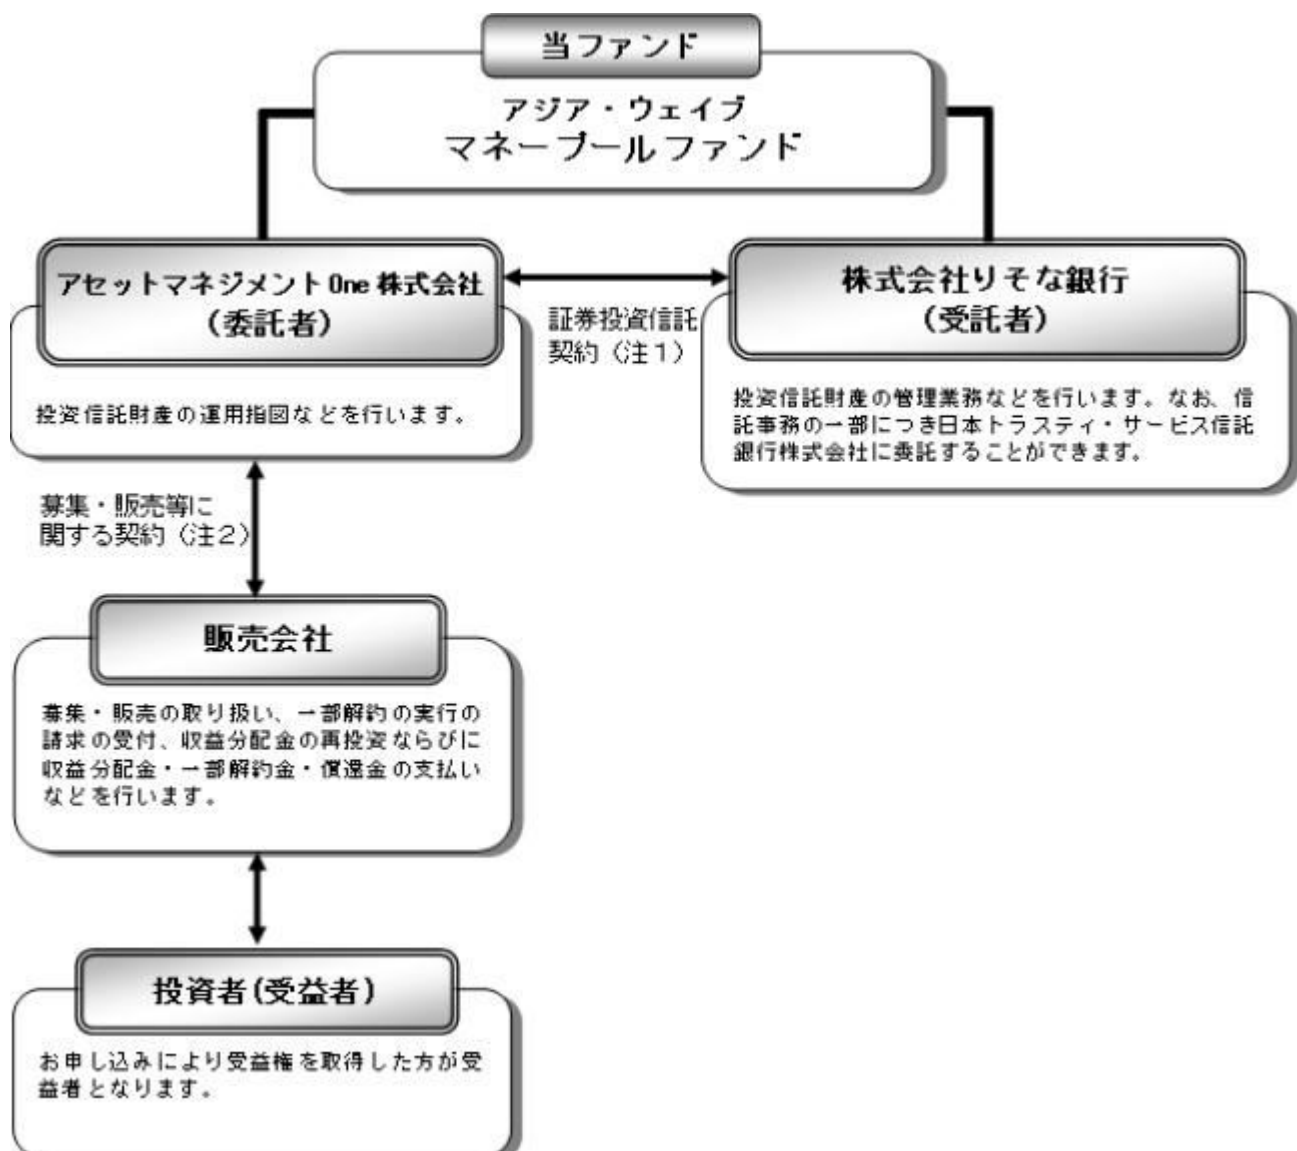 当ファンド
アジア・ウェイブ
マネープールファンド
アセットマネジメントOne株式会社
(委託者)
投資信託財産の運用指図などを行います。
証券投資信託
契約(注1)
株式会社りそな銀行
(受託者)
投資信託財産の管理業務などを行います。なお、信
託事務の一部につき日本トラスティ・サービス信託
銀行株式会社に委託することができます。
募集・販売等に
関する契約(注2)
販売会社
募集・販売の取り扱い、一部解約の実行の
請求の受付、収益分配金の再投資ならびに
収益分配金・一部解約金・償還金の支払い
などを行います。
投資者(受益者)
お申し込みにより受益権を取得した方が受
益者となります。